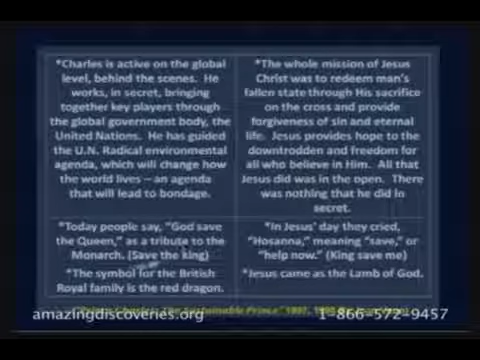 *Charles is active on the global
level, behind the scenes. He
works, in secret, bringing
together key players through
the global government body, the
United Nations. He has guided
the U.N. Radical environmental
agenda, which will change how
the world lives – an agenda
that will lead to bondage.
*The whole mission of Jesus
Christ was to redeem man's
fallen state through His sacrifice
on the cross and provide
forgiveness of sin and eternal
life. Jesus provides hope to the
downtrodden and freedom for
all who believe in Him. All that
Jesus did was in the open. There
was nothing that he did in
secret.
*Today people say, "God save
the Queen," as a tribute to the
Monarch. (Save the king)
*The symbol for the British
Royal family is the red dragon.
*In Jesus' day they cried,
"Hosanna," meaning "save," or
"help now." (King save me)
*Jesus came as the Lamb of God.
Prince"
amazingdiscoveries.org
1-866-572-9457